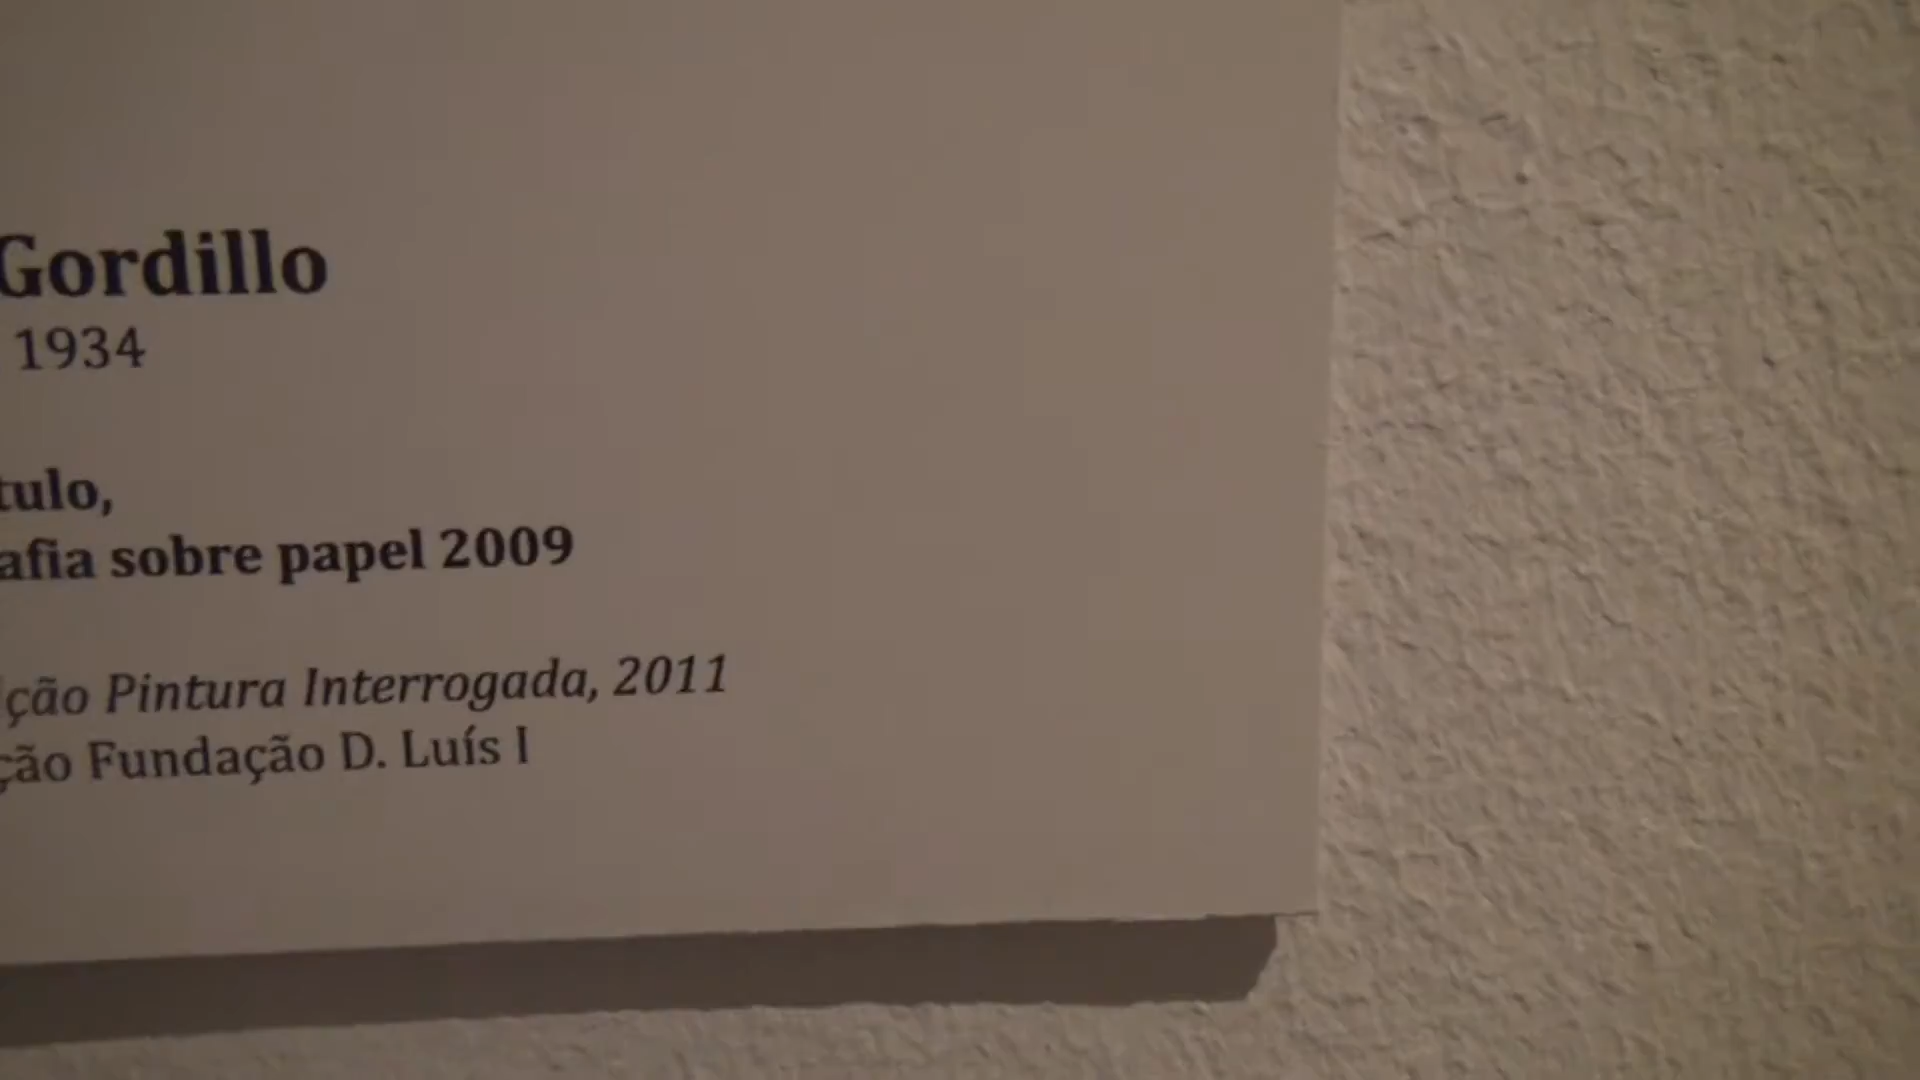 Gordillo
1934
tulo,
afia sobre papel 2009
ção Pintura Interrogada, 2011
ção Fundação D. Luís I